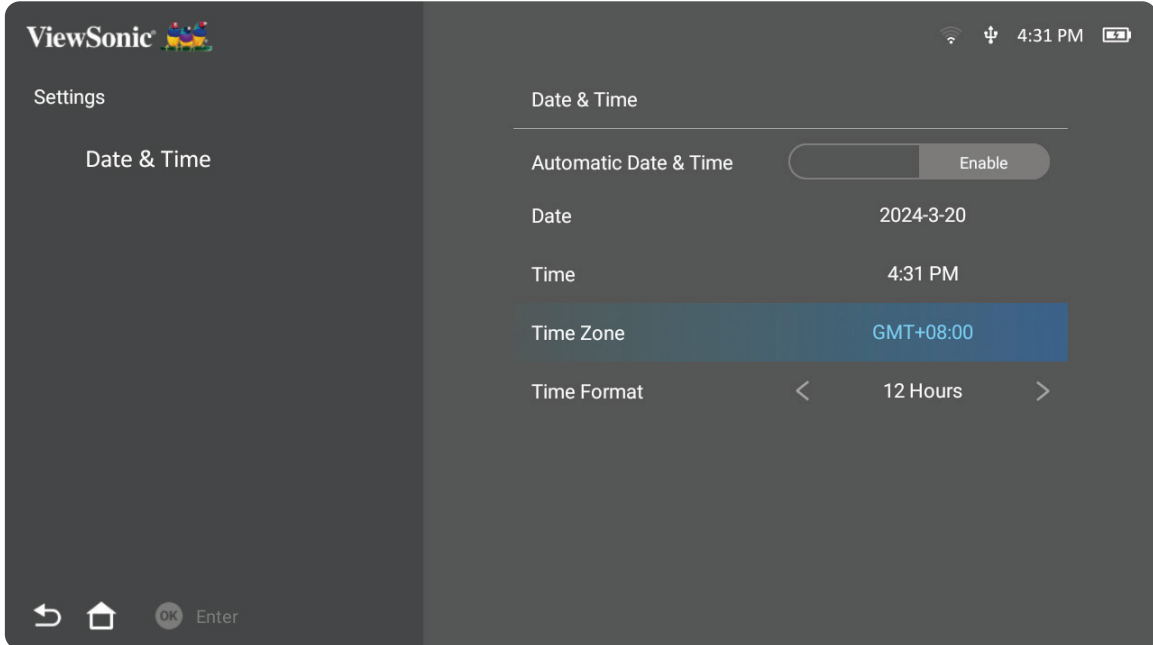 ViewSonic®
4:31 PM
Settings
Date & Time
Date & Time
Automatic Date & Time
Enable
Date
2024-3-20
Time
4:31 PM
Time Zone
GMT+08:00
Time Format
< 12 Hours >
OK Enter